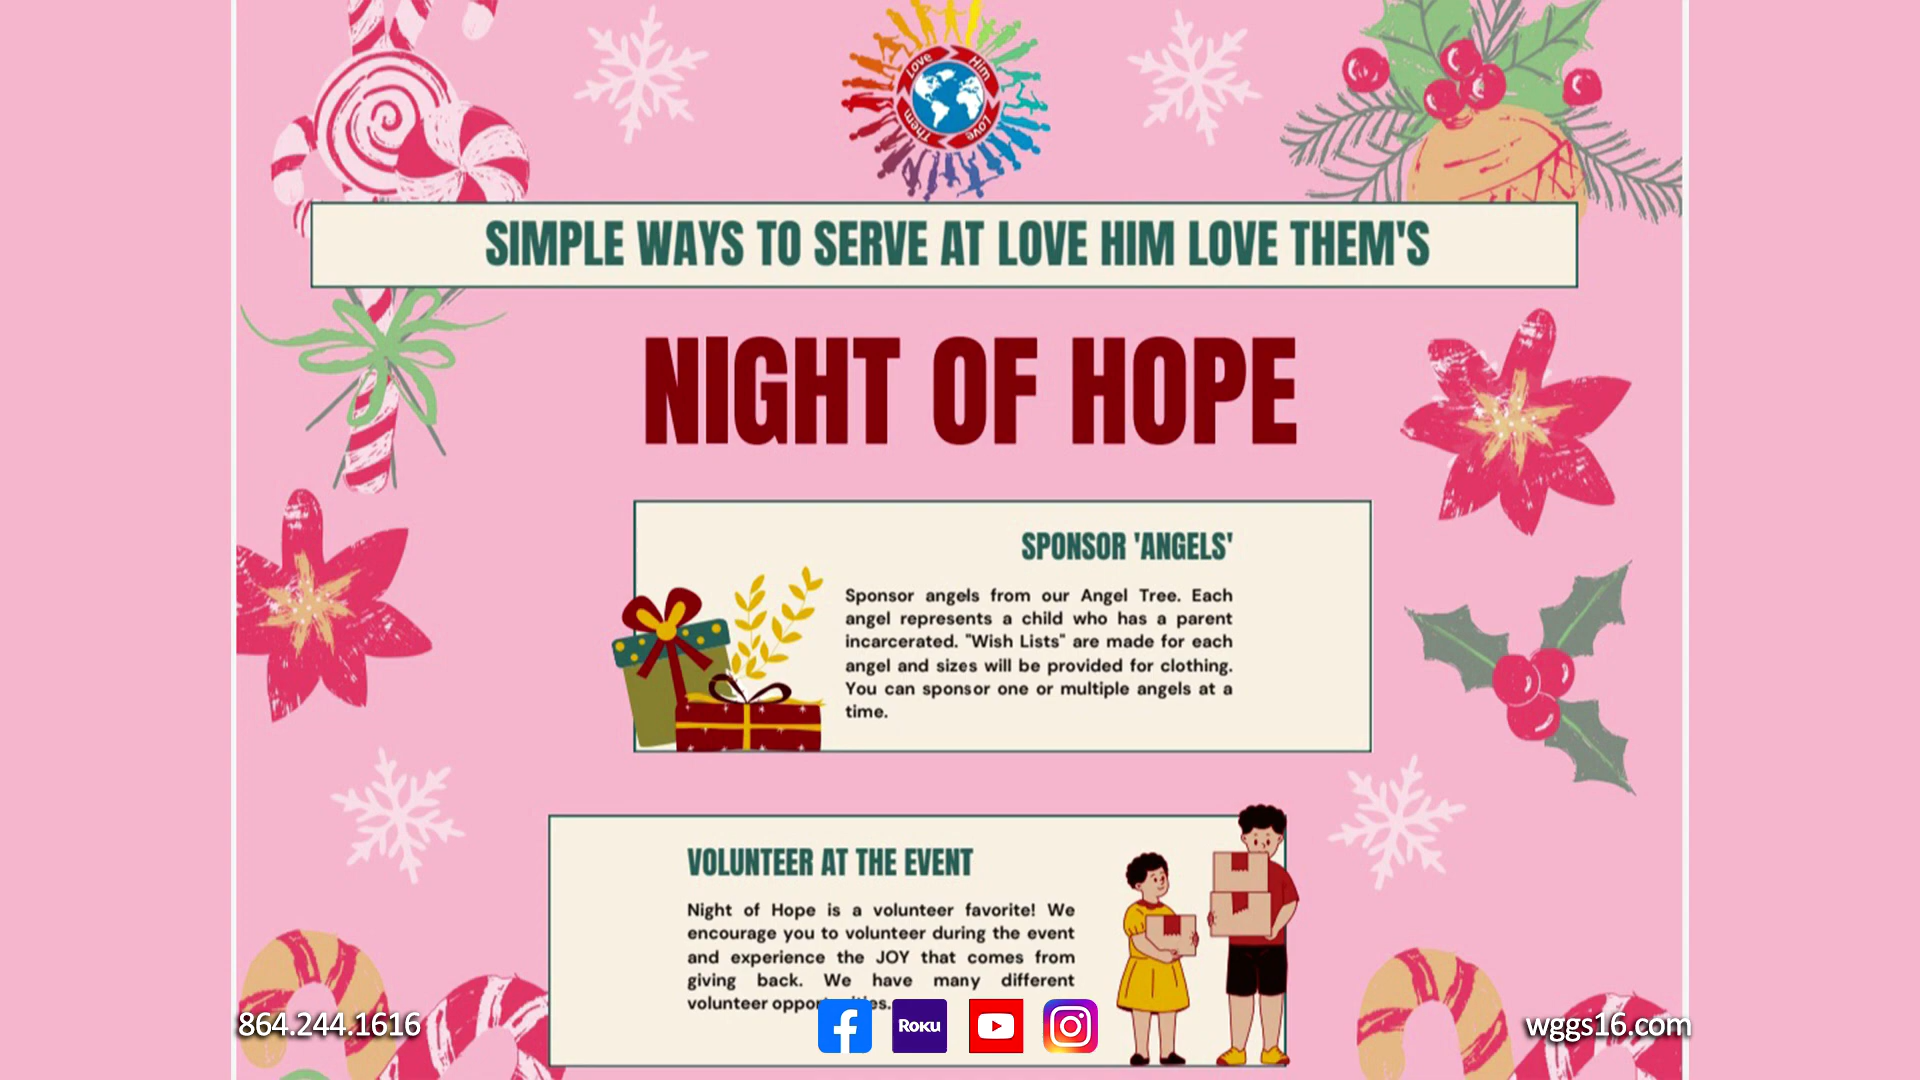 Love Him
Love Them
SIMPLE WAYS TO SERVE AT LOVE HIM LOVE THEM'S
NIGHT OF HOPE
SPONSOR 'ANGELS'
Sponsor angels from our Angel Tree. Each
angel represents a child who has a parent
incarcerated. "Wish Lists" are made for each
angel and sizes will be provided for clothing.
You can sponsor one or multiple angels at a
time.
VOLUNTEER AT THE EVENT
Night of Hope is a volunteer favorite! We
encourage you to volunteer during the event
and experience the JOY that comes from
giving back. We have many different
volunteer
864.244.1616
Roku
wggs16.com